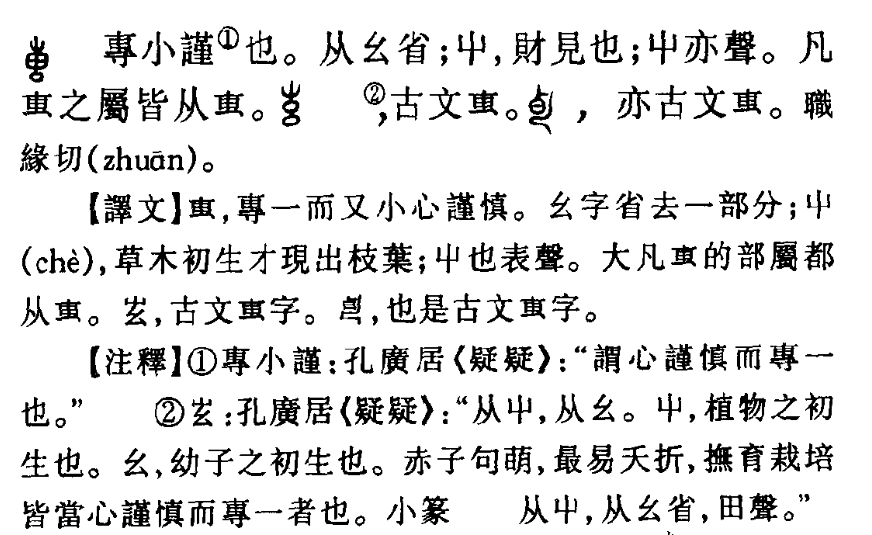 專小謹①也。从幺省;屮,財見也;屮亦聲。凡
叀之屬皆从叀。②,古文叀。,亦古文叀。職
緣切(zhuān)。
【譯文】叀,專一而又小心謹慎。幺字省去一部分;屮
(chè),草木初生才現出枝葉;屮也表聲。大凡叀的部屬都
从叀。㞢,古文叀字。,也是古文叀字。
【注釋】①專小謹:孔廣居《疑疑》:“謂心謹慎而專一
也。” ②:孔廣居《疑疑》:“从屮,从幺。屮,植物之初
生也。幺,幼子之初生也。赤子句萌,最易夭折,撫育栽培
皆當心謹慎而專一者也。小篆 从屮,从幺省,田聲。”